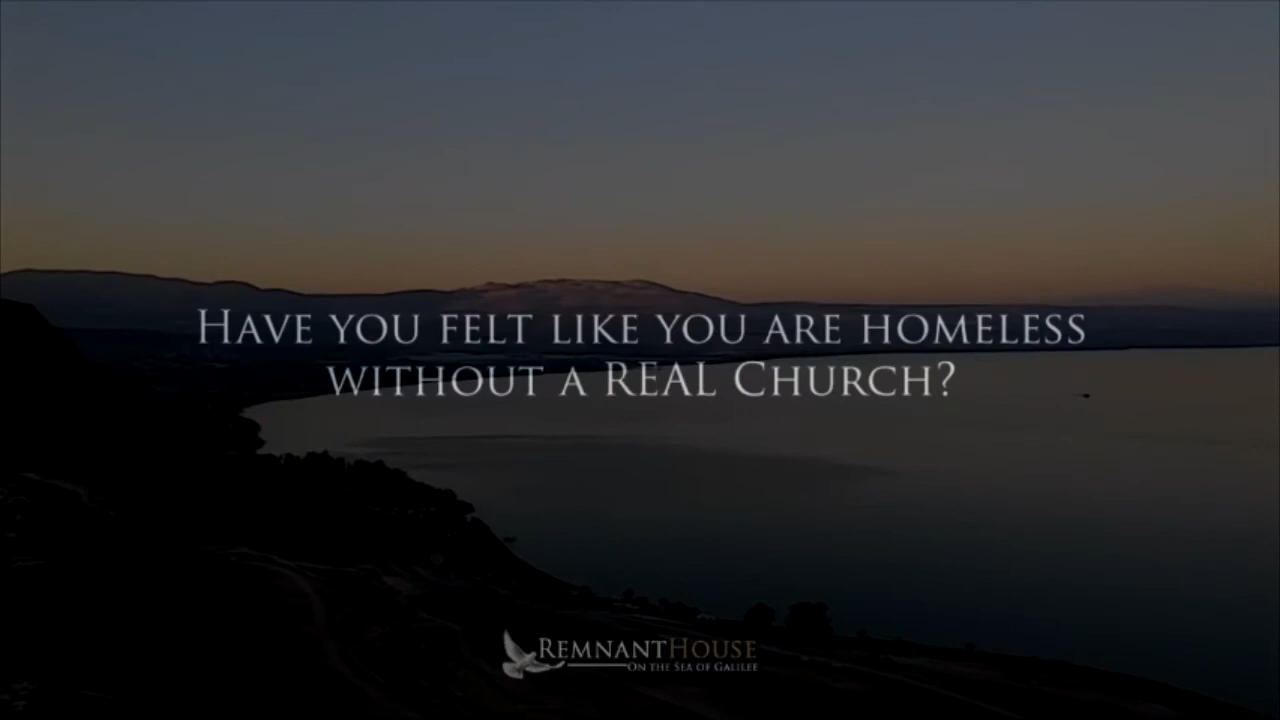 Have you felt like you are homeless
without a REAL Church?
RemnantHouse
On the Sea of Galilee